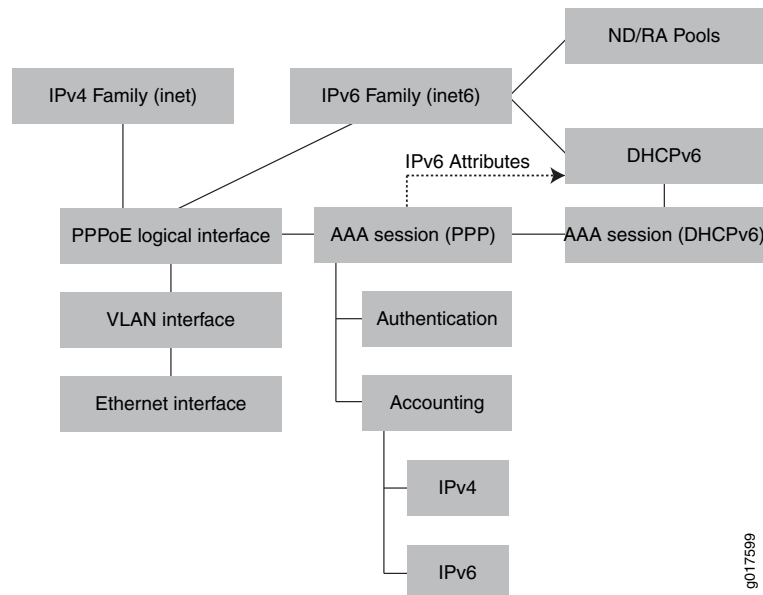 ND/RA Pools
IPv4 Family (inet)
IPv6 Family (inet6)
IPv6 Attributes
DHCPv6
PPPoE logical interface
AAA session (PPP)
AAA session (DHCPv6)
VLAN interface
Authentication
Ethernet interface
Accounting
IPv4
IPv6
g017599